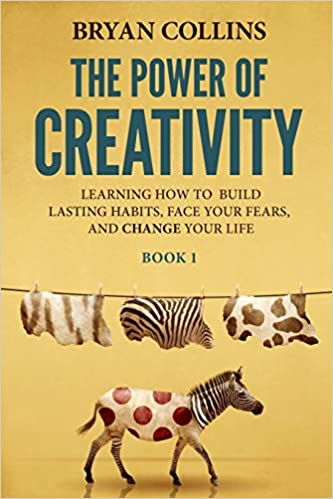 BRYAN COLLINS
THE POWER OF
CREATIVITY
LEARNING HOW TO BUILD
LASTING HABITS, FACE YOUR FEARS,
AND CHANGE YOUR LIFE
BOOK 1